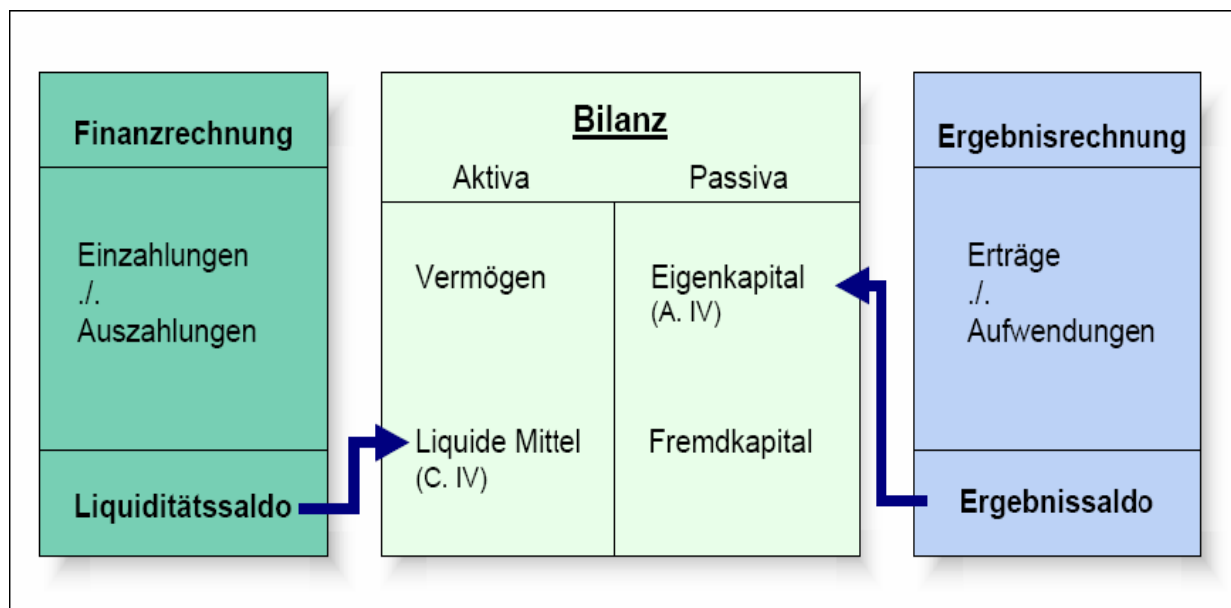 Finanzrechnung
Einzahlungen
./.
Auszahlungen
Liquiditätssaldo
Bilanz
Aktiva
Passiva
Vermögen
Liquide Mittel
(C. IV)
Eigenkapital
(A. IV)
Fremdkapital
Ergebnisrechnung
Erträge
./.
Aufwendungen
Ergebnissaldo